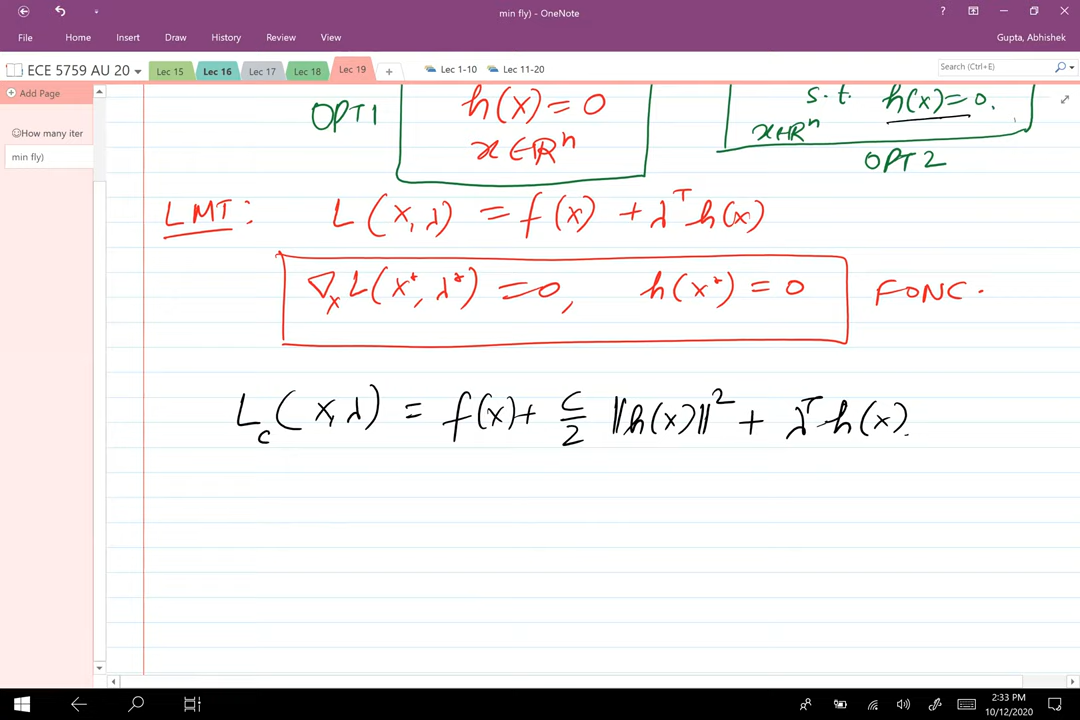 min fly) - OneNote
File Home Insert Draw History Review View Gupta, Abhishek
ECE 5759 AU 20 Lec 15 Lec 16 Lec 17 Lec 18 Lec 19 Lec 1-10 Lec 11-20 Search (Ctrl+E)
Add Page
How many iter
min fly)
OPT1 h(x) = 0 s.t. h(x) = 0.
x ∈ ℝⁿ x ∈ ℝⁿ
OPT 2
LMT: L(x, λ) = f(x) + λᵀh(x)
∇ₓL(x*, λ*) = 0, h(x*) = 0 FONC.
L_c(x, λ) = f(x) + c/2 ||h(x)||² + λᵀh(x).
2:33 PM
10/12/2020